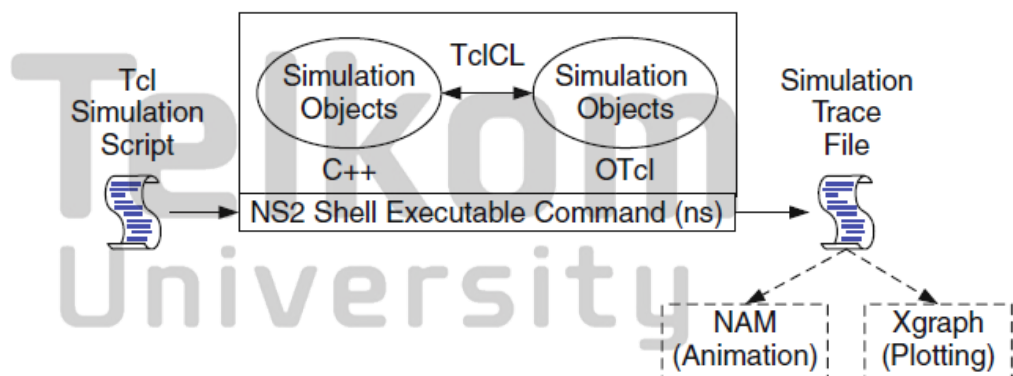 Telkom
University
Tcl
Simulation
Script
Simulation
Objects
C++
TclCL
Simulation
Objects
OTcl
NS2 Shell Executable Command (ns)
Simulation
Trace
File
NAM
(Animation)
Xgraph
(Plotting)